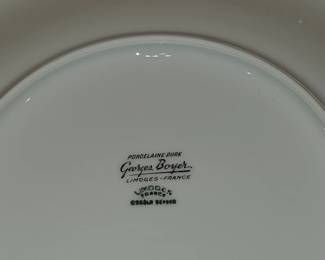 PORCELAINE DURE
Georges Boyer
LIMOGES - FRANCE
LIMOGES
FRANCE